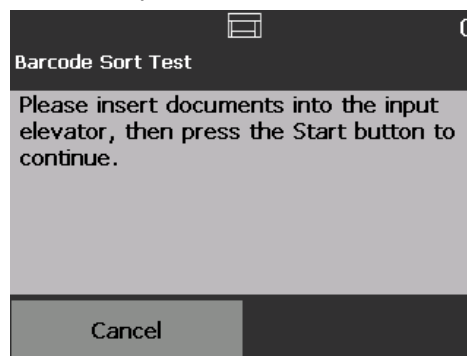 Barcode Sort Test
Please insert documents into the input
elevator, then press the Start button to
continue.
Cancel